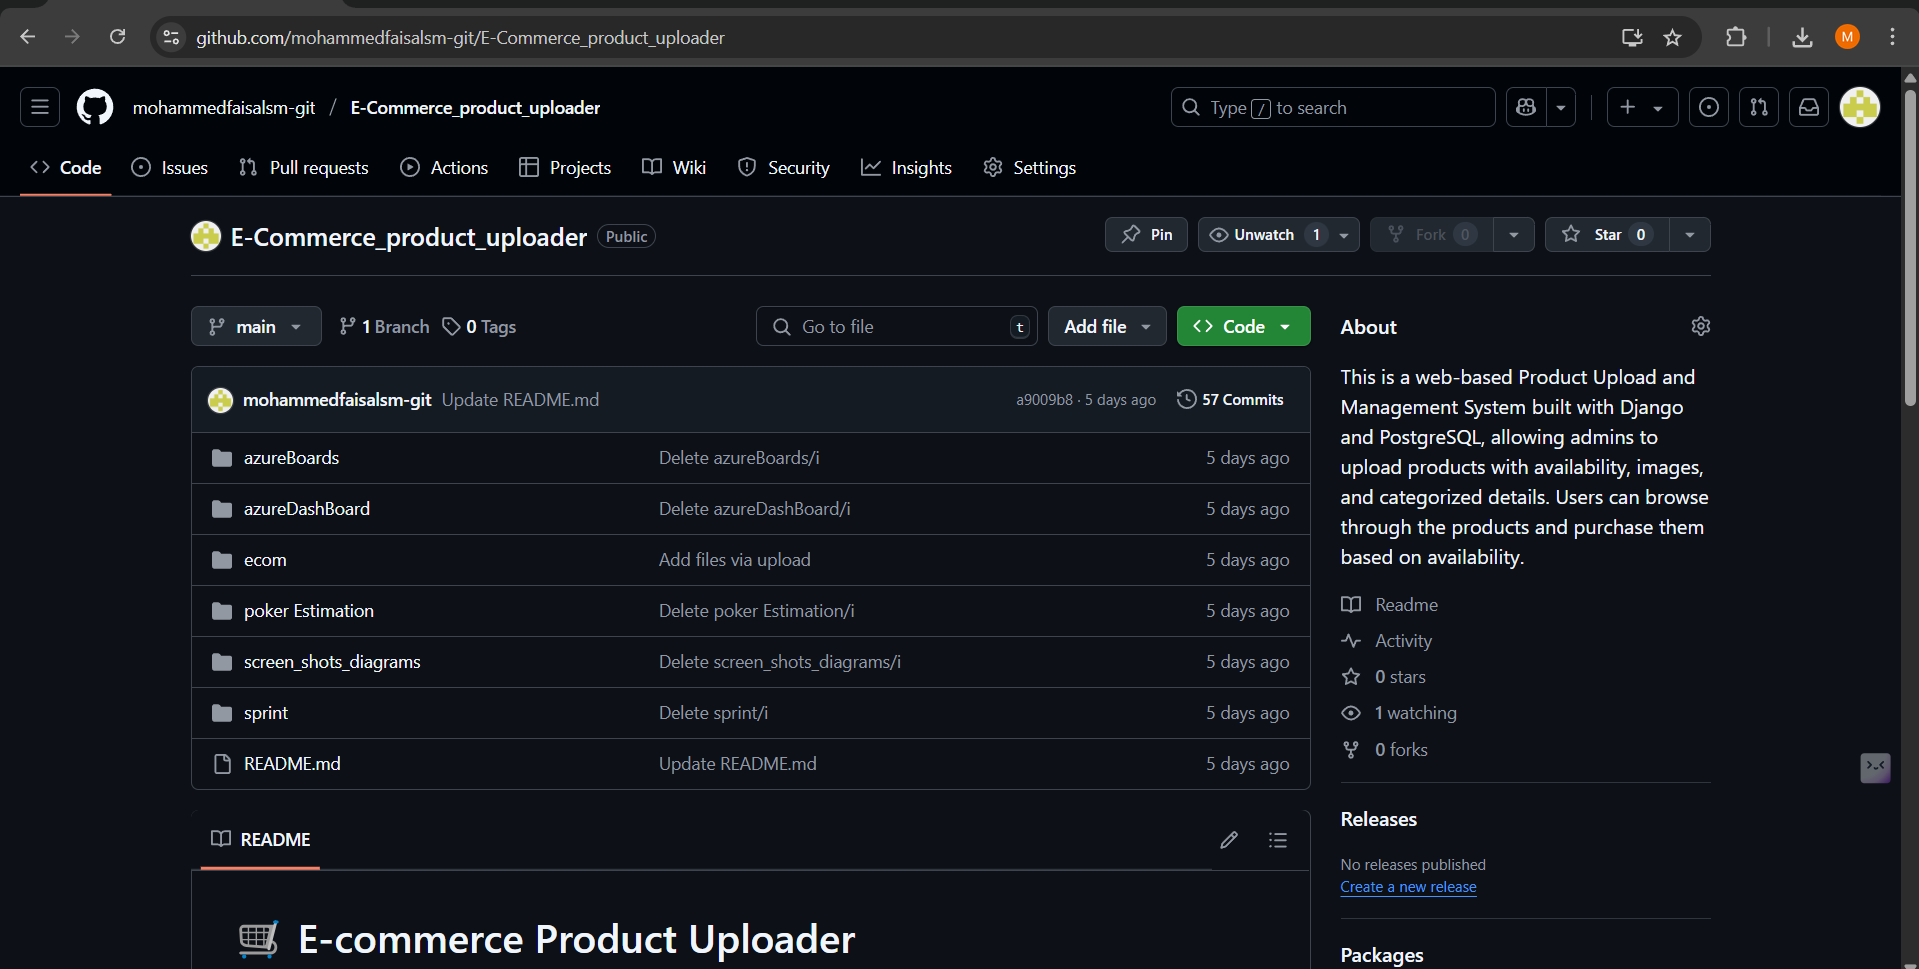 github.com/mohammedfaisalsm-git/E-Commerce_product_uploader
M
mohammedfaisalsm-git / E-Commerce_product_uploader
Type / to search
Code Issues Pull requests Actions Projects Wiki Security Insights Settings
E-Commerce_product_uploader Public
Pin Unwatch 1 Fork 0 Star 0
main 1 Branch 0 Tags Go to file t Add file Code
mohammedfaisalsm-git Update README.md a9009b8 · 5 days ago 57 Commits
azureBoards Delete azureBoards/i 5 days ago
azureDashBoard Delete azureDashBoard/i 5 days ago
ecom Add files via upload 5 days ago
poker Estimation Delete poker Estimation/i 5 days ago
screen_shots_diagrams Delete screen_shots_diagrams/i 5 days ago
sprint Delete sprint/i 5 days ago
README.md Update README.md 5 days ago
README
E-commerce Product Uploader
About
This is a web-based Product Upload and
Management System built with Django
and PostgreSQL, allowing admins to
upload products with availability, images,
and categorized details. Users can browse
through the products and purchase them
based on availability.
Readme
Activity
0 stars
1 watching
0 forks
Releases
No releases published
Create a new release
Packages